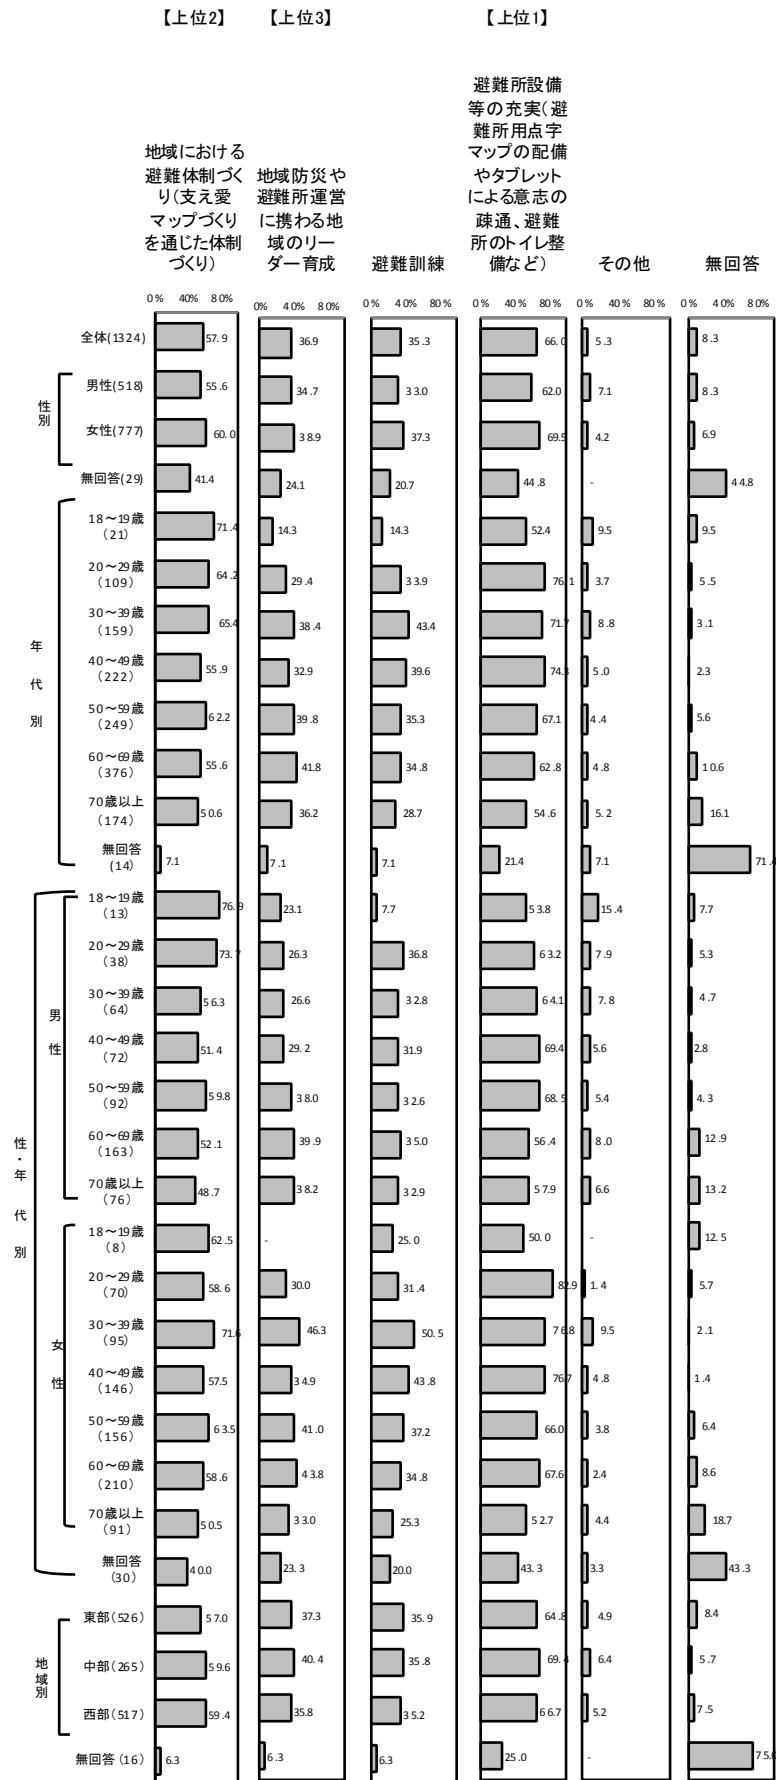 【上位2】 【上位3】 【上位1】
地域における
避難体制づく
り(支え愛
マップづくり
を通じた体制
づくり)
地域防災や
避難所運営
に携わる地
域のリー
ダー育成
避難訓練
避難所設備
等の充実(避
難所用点字
マップの配備
やタブレット
による意志の
疎通、避難
所のトイレ整
備など)
その他
無回答
0% 40% 80% 0% 40% 80% 0% 40% 80% 0% 40% 80% 0% 40% 80% 0% 40% 80%
全体(1324) 57.9 36.9 35.3 66.0 5.3 8.3
性別
男性(518) 55.6 34.7 33.0 62.0 7.1 8.3
女性(777) 60.0 38.9 37.3 69.5 4.2 6.9
無回答(29) 41.4 24.1 20.7 44.8 - 44.8
年代別
18~19歳
(21) 71.4 14.3 14.3 52.4 9.5 9.5
20~29歳
(109) 64.2 29.4 33.9 76.1 3.7 5.5
30~39歳
(159) 65.4 38.4 43.4 71.7 8.8 3.1
40~49歳
(222) 55.9 32.9 39.6 74.3 5.0 2.3
50~59歳
(249) 62.2 39.8 35.3 67.1 4.4 5.6
60~69歳
(376) 55.6 41.8 34.8 62.8 4.8 10.6
70歳以上
(174) 50.6 36.2 28.7 54.6 5.2 16.1
無回答
(14) 7.1 7.1 7.1 21.4 7.1 71.4
性・年代別
男性
18~19歳
(13) 76.9 23.1 7.7 53.8 15.4 7.7
20~29歳
(38) 73.7 26.3 36.8 63.2 7.9 5.3
30~39歳
(64) 56.3 26.6 32.8 64.1 7.8 4.7
40~49歳
(72) 51.4 29.2 31.9 69.4 5.6 2.8
50~59歳
(92) 59.8 38.0 32.6 68.5 5.4 4.3
60~69歳
(163) 52.1 39.9 35.0 56.4 8.0 12.9
70歳以上
(76) 48.7 38.2 32.9 57.9 6.6 13.2
女性
18~19歳
(8) 62.5 - 25.0 50.0 - 12.5
20~29歳
(70) 58.6 30.0 31.4 82.9 1.4 5.7
30~39歳
(95) 71.6 46.3 50.5 76.8 9.5 2.1
40~49歳
(146) 57.5 34.9 43.8 76.7 4.8 1.4
50~59歳
(156) 63.5 41.0 37.2 66.0 3.8 6.4
60~69歳
(210) 58.6 43.8 34.8 67.6 2.4 8.6
70歳以上
(91) 50.5 33.0 25.3 52.7 4.4 18.7
無回答
(30) 40.0 23.3 20.0 43.3 3.3 43.3
地域別
東部(526) 57.0 37.3 35.9 64.8 4.9 8.4
中部(265) 59.6 40.4 35.8 69.4 6.4 5.7
西部(517) 59.4 35.8 35.2 66.7 5.2 7.5
無回答(16) 6.3 6.3 6.3 25.0 - 75.0